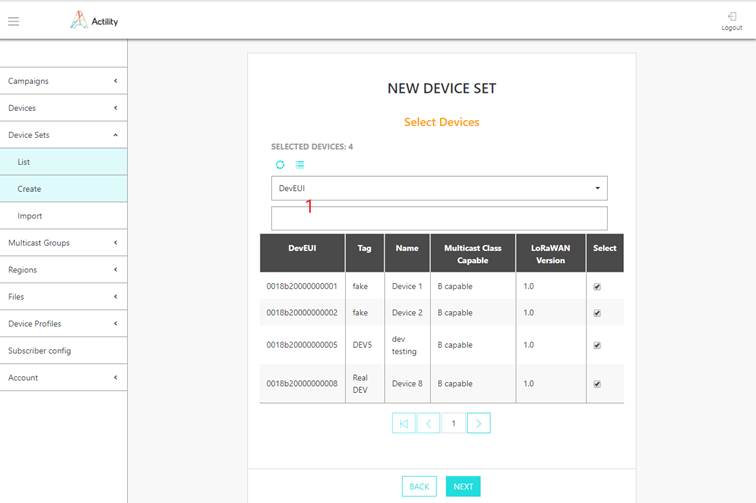 Actility
Logout
Campaigns
Devices
Device Sets
List
Create
Import
Multicast Groups
Regions
Files
Device Profiles
Subscriber config
Account
NEW DEVICE SET
Select Devices
SELECTED DEVICES: 4
DevEUI
1
DevEUI Tag Name Multicast Class Capable LoRaWAN Version Select
0018b20000000001 fake Device 1 B capable 1.0
0018b20000000002 fake Device 2 B capable 1.0
0018b20000000005 DEV5 dev testing B capable 1.0
0018b20000000008 Real DEV Device 8 B capable 1.0
1
BACK NEXT